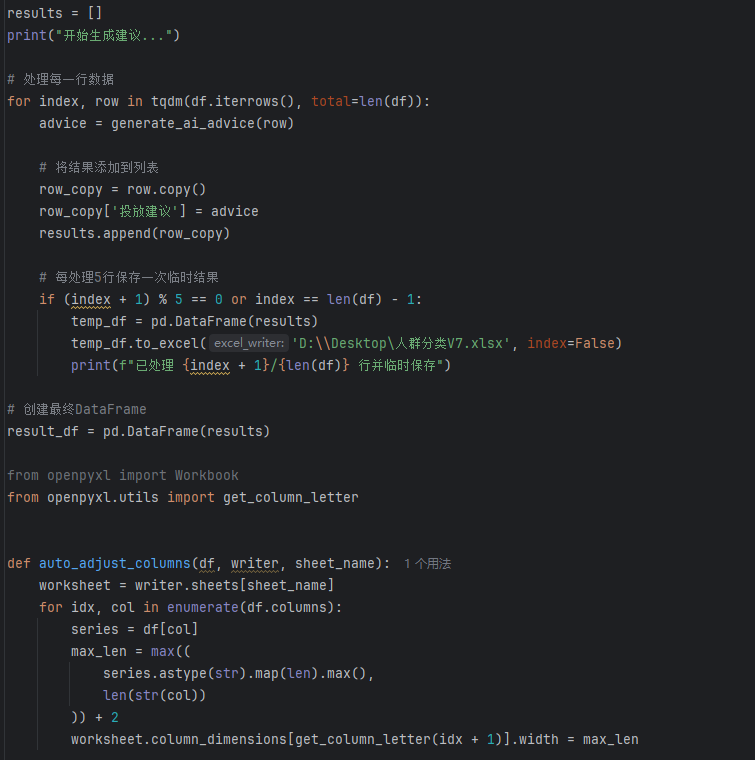 results = []
print("开始生成建议...")
# 处理每一行数据
for index, row in tqdm(df.iterrows(), total=len(df)):
    advice = generate_ai_advice(row)
    # 将结果添加到列表
    row_copy = row.copy()
    row_copy['投放建议'] = advice
    results.append(row_copy)
    # 每处理5行保存一次临时结果
    if (index + 1) % 5 == 0 or index == len(df) - 1:
        temp_df = pd.DataFrame(results)
        temp_df.to_excel( excel_writer: 'D:\\Desktop\人群分类V7.xlsx', index=False)
        print(f"已处理 {index + 1}/{len(df)} 行并临时保存")
# 创建最终DataFrame
result_df = pd.DataFrame(results)
from openpyxl import Workbook
from openpyxl.utils import get_column_letter
def auto_adjust_columns(df, writer, sheet_name): 1 个用法
    worksheet = writer.sheets[sheet_name]
    for idx, col in enumerate(df.columns):
        series = df[col]
        max_len = max((
            series.astype(str).map(len).max(),
            len(str(col))
        )) + 2
        worksheet.column_dimensions[get_column_letter(idx + 1)].width = max_len